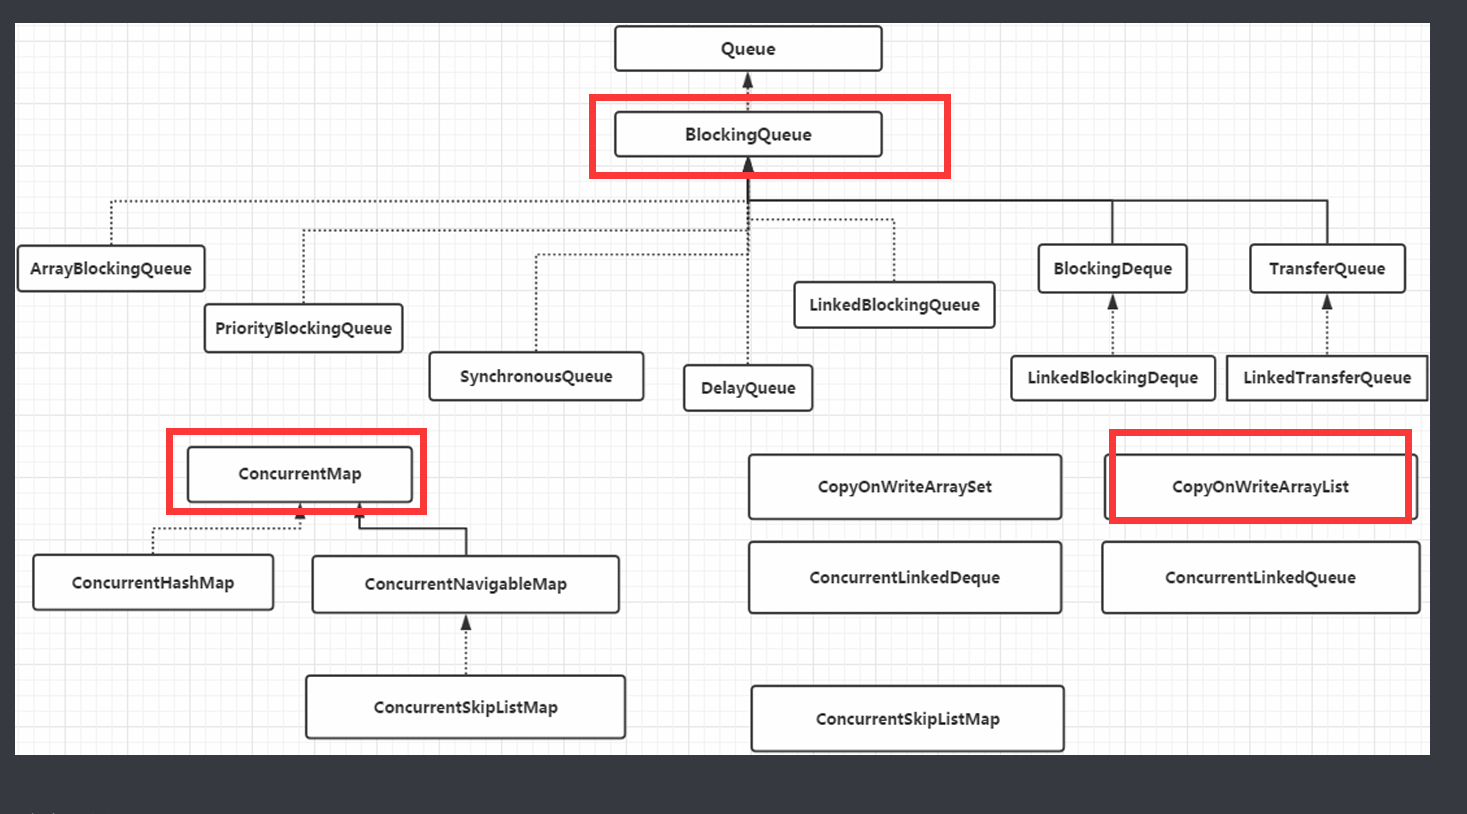 Queue
BlockingQueue
ArrayBlockingQueue
BlockingDeque
TransferQueue
LinkedBlockingQueue
PriorityBlockingQueue
SynchronousQueue
DelayQueue
LinkedBlockingDeque
LinkedTransferQueue
ConcurrentMap
CopyOnWriteArraySet
CopyOnWriteArrayList
ConcurrentHashMap
ConcurrentNavigableMap
ConcurrentLinkedDeque
ConcurrentLinkedQueue
ConcurrentSkipListMap
ConcurrentSkipListMap